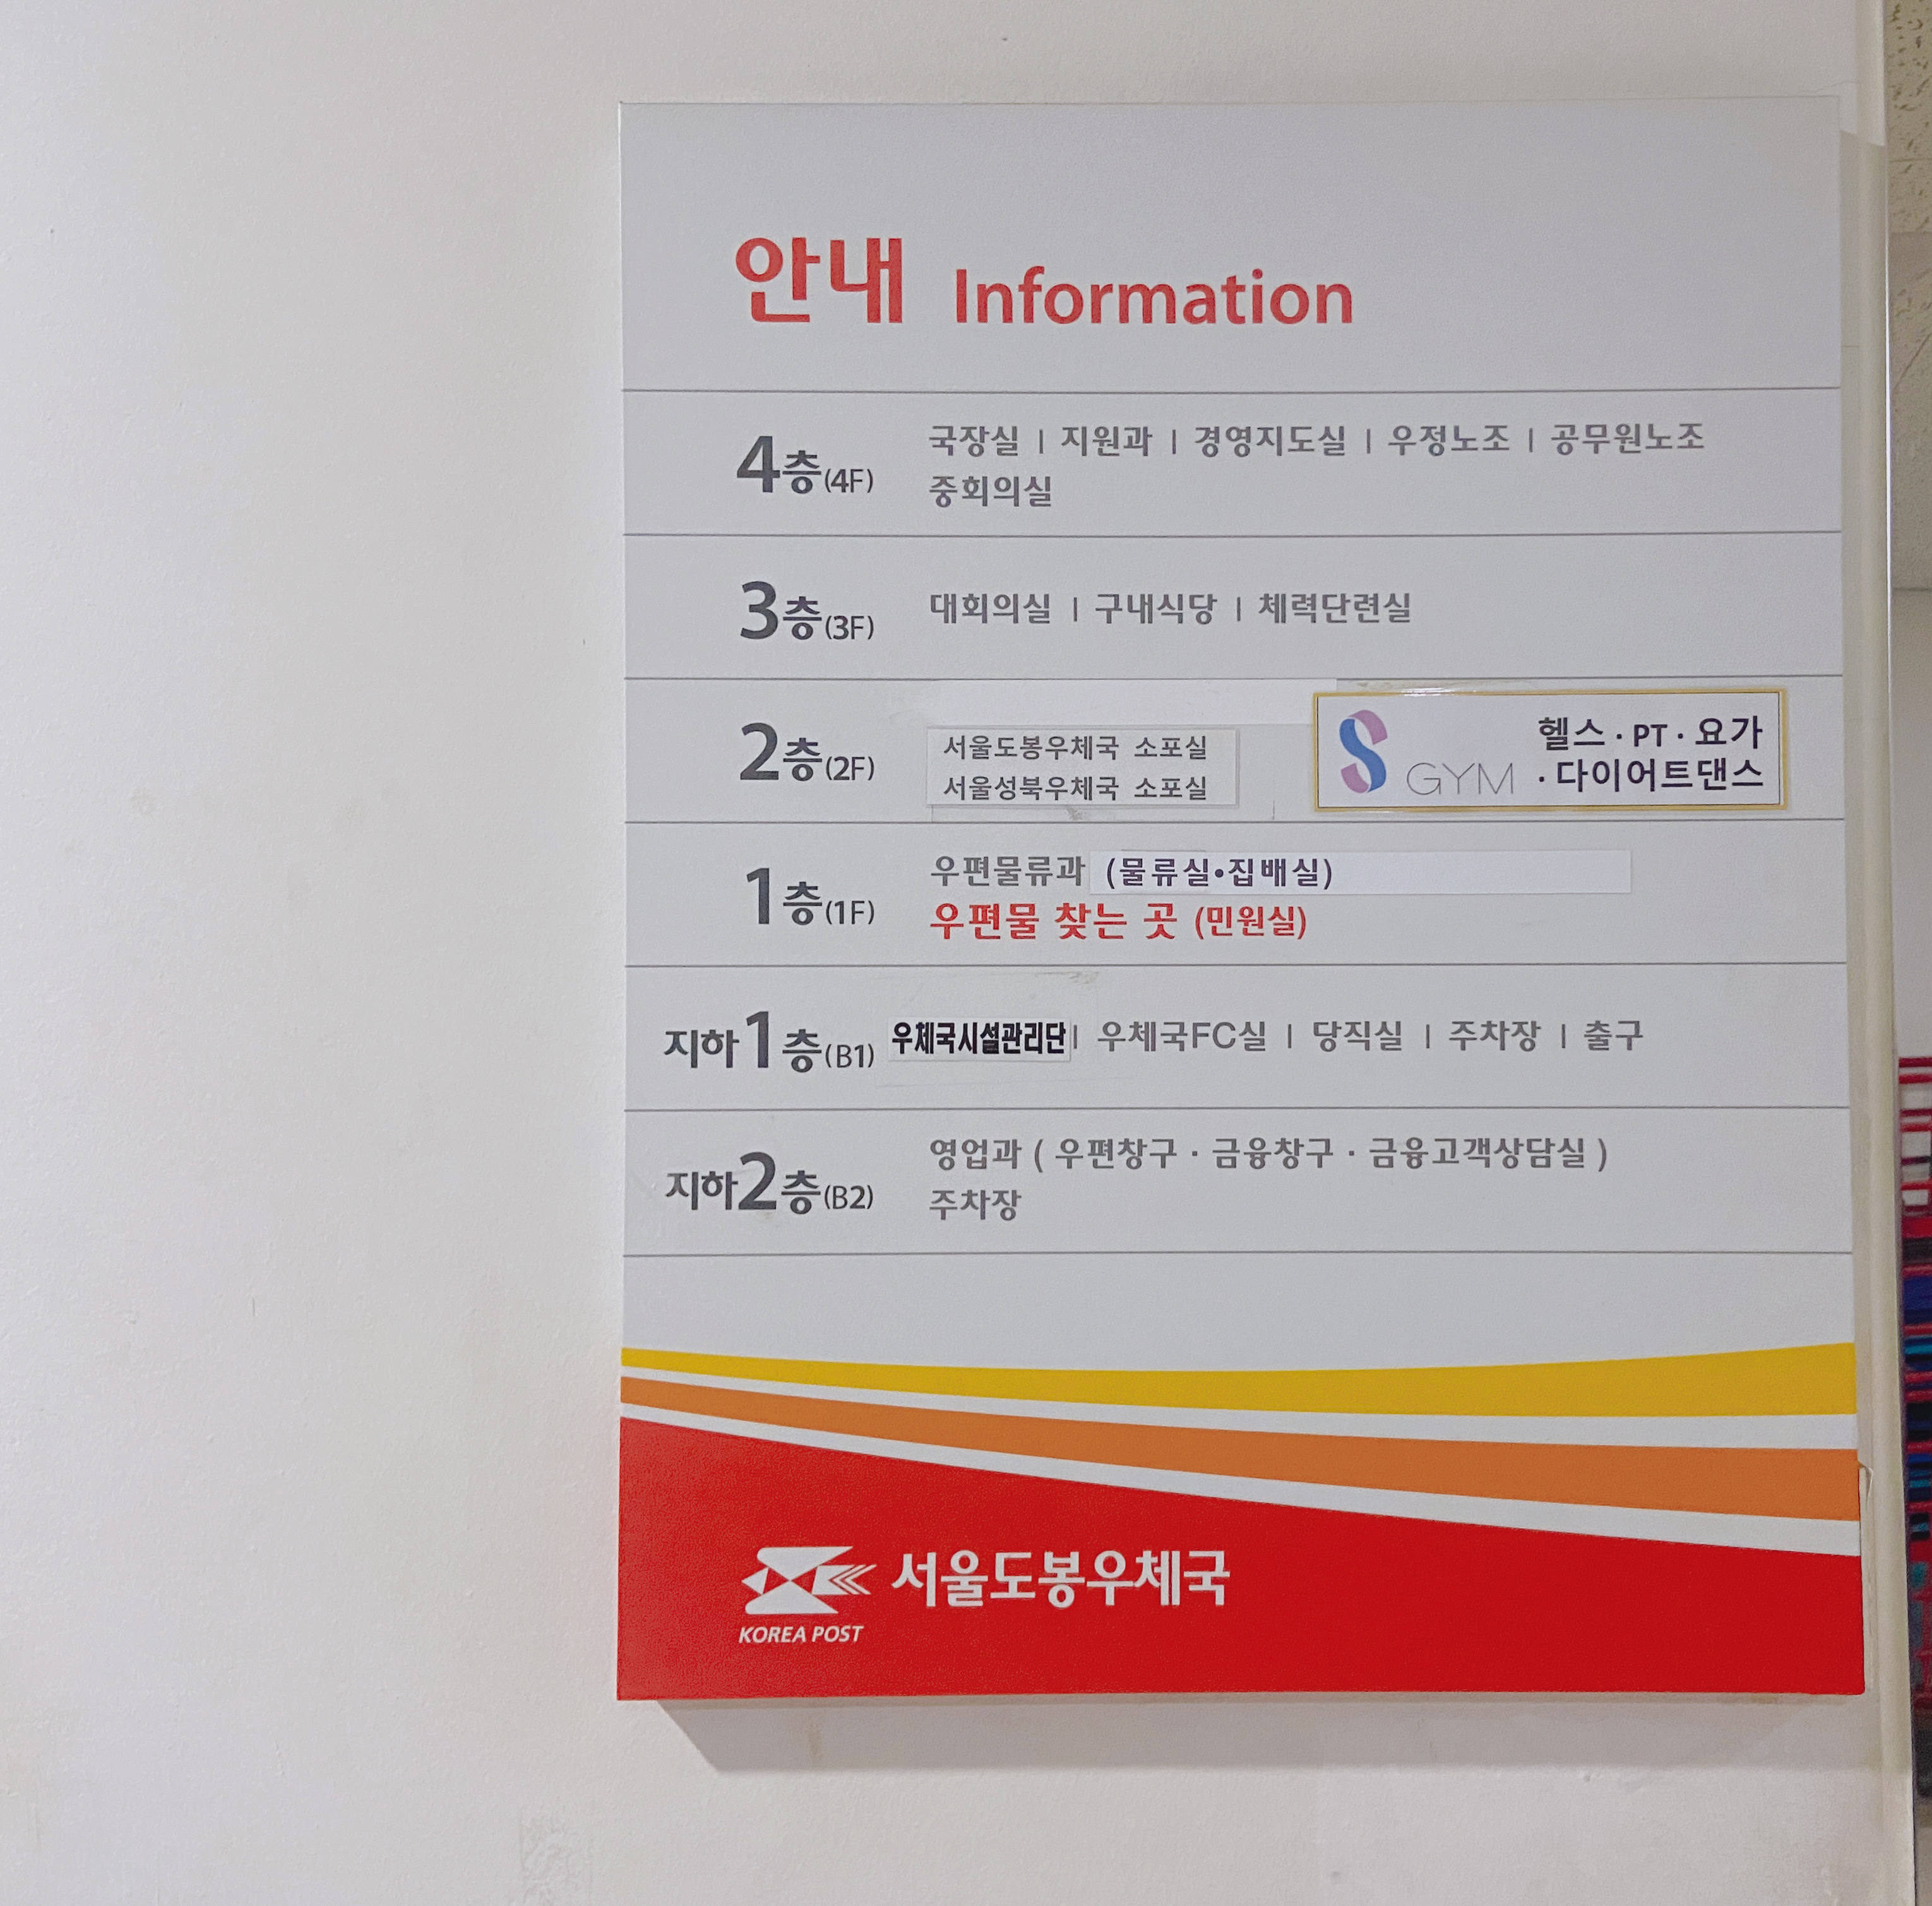 안내 Information
4층(4F) 국장실 | 지원과 | 경영지도실 | 우정노조 | 공무원노조
중회의실
3층(3F) 대회의실 | 구내식당 | 체력단련실
2층(2F) 서울도봉우체국 소포실
서울성북우체국 소포실
S GYM 헬스 · PT · 요가
· 다이어트댄스
1층(1F) 우편물류과 (물류실•집배실)
우편물 찾는 곳 (민원실)
지하1층(B1) 우체국시설관리단 | 우체국FC실 | 당직실 | 주차장 | 출구
지하2층(B2) 영업과 ( 우편창구 · 금융창구 · 금융고객상담실 )
주차장
서울도봉우체국
KOREA POST